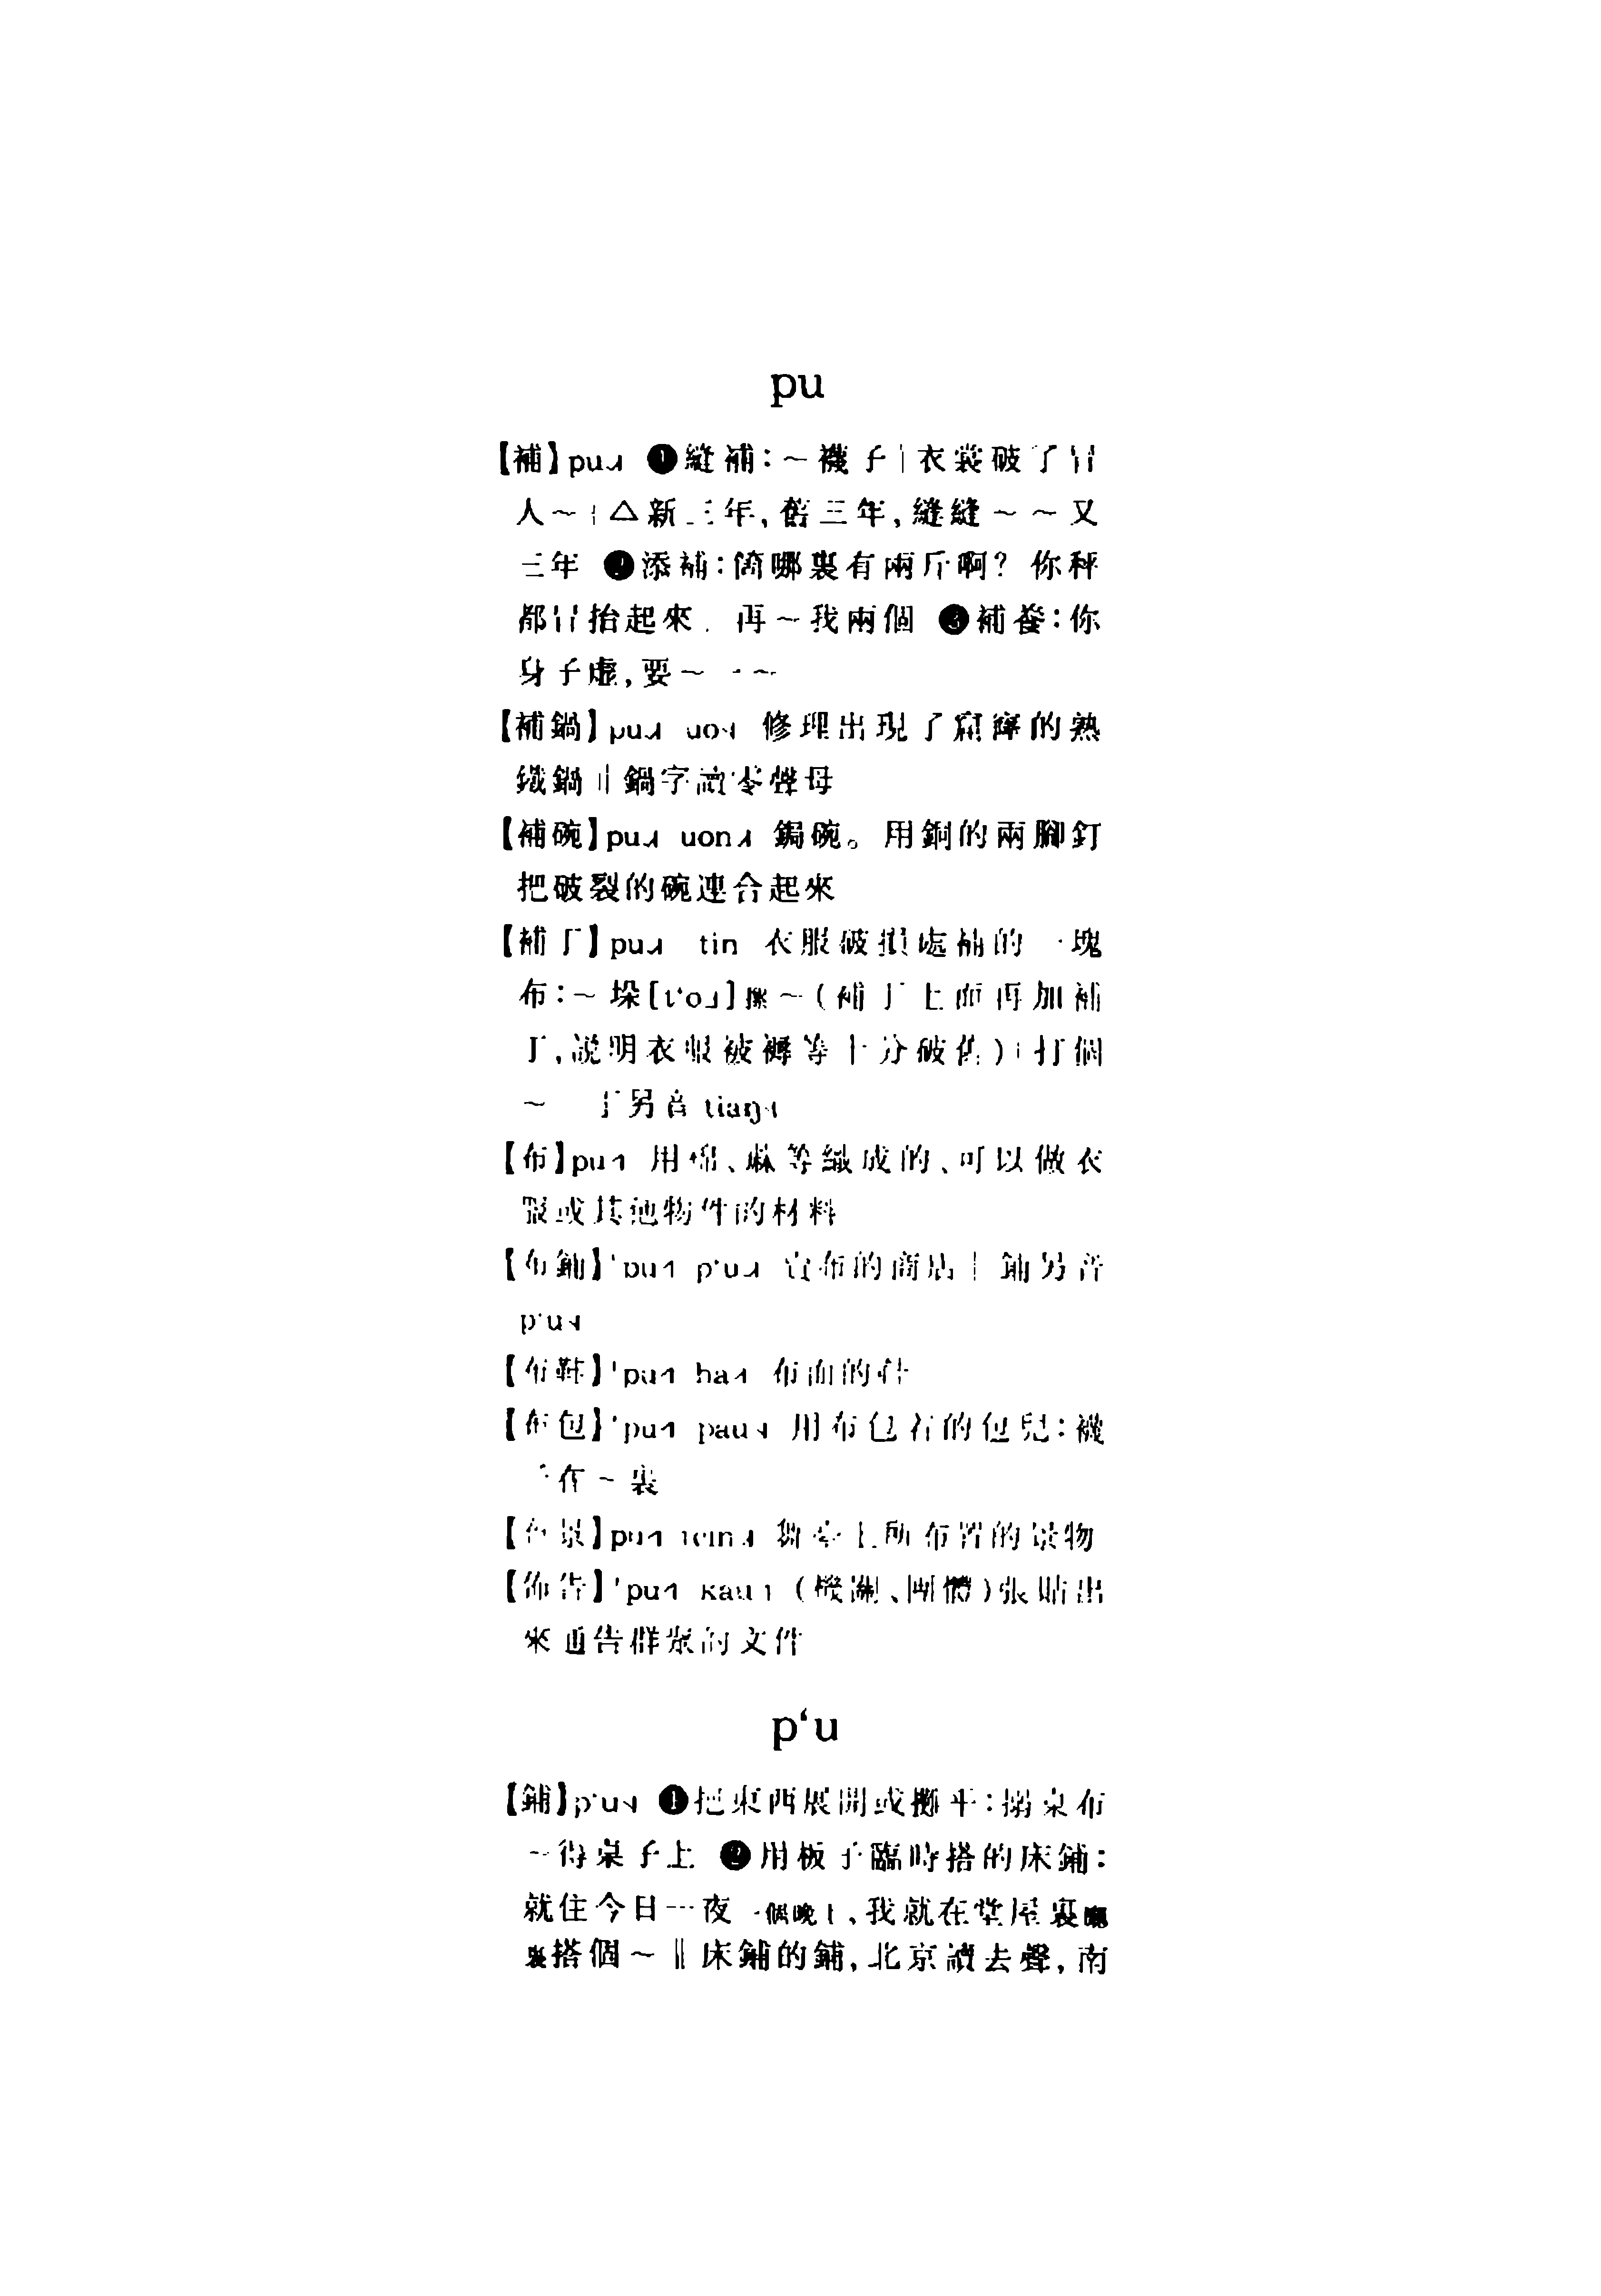 pu
【補】pu˩ ❶縫補：～襪子|衣裳破了冇
人～|△新三年，舊三年，縫縫～～又
三年 ❷添補：箇哪裏有兩斤啊？你秤
都冇抬起來，再～我兩個 ❸補養：你
身子虛，要～一～
【補鍋】pu uo 修理出現了窟窿的熟
鐵鍋‖鍋字讀零聲母
【補碗】pu uon 鋦碗。用銅的兩腳釘
把破裂的碗連合起來
【補丁】pu tin 衣服破損處補的一塊
布：～垛[t‘o]～（補丁上面再加補
丁，説明衣服被褥等十分破舊）|打個
～ 丁另音 tiaŋ
【布】pu 用棉、麻等織成的、可以做衣
服或其他物件的材料
【布鋪】'pu p‘u 賣布的商店|鋪另音
p‘u
【布鞋】'pu ha 布面的鞋
【布包】'pu pau 用布包着的包兒：襪
子在～裏
【布景】pu tɕin 舞臺上所布置的景物
【佈告】'pu kau （機關、團體）張貼出
來通告群眾的文件
p‘u
【鋪】p‘u ❶把東西展開或攤平：搨桌布
～得桌子上 ❷用板子臨時搭的床鋪：
就住今日一夜一個晚上、我就在堂屋裏廳
裏搭個～‖床鋪的鋪，北京讀去聲，南